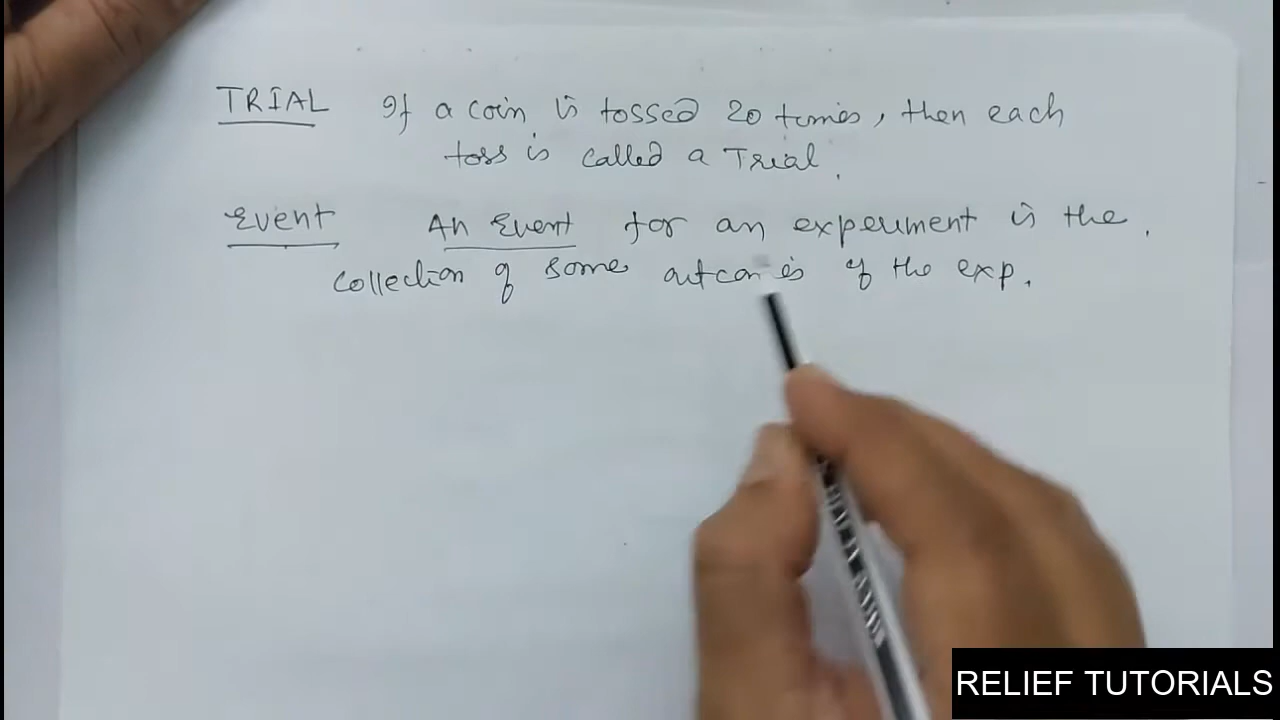 TRIAL If a coin is tossed 20 times, then each
toss is called a Trial.
Event An Event for an experiment is the
collection of some outcomes of the exp.
RELIEF TUTORIALS